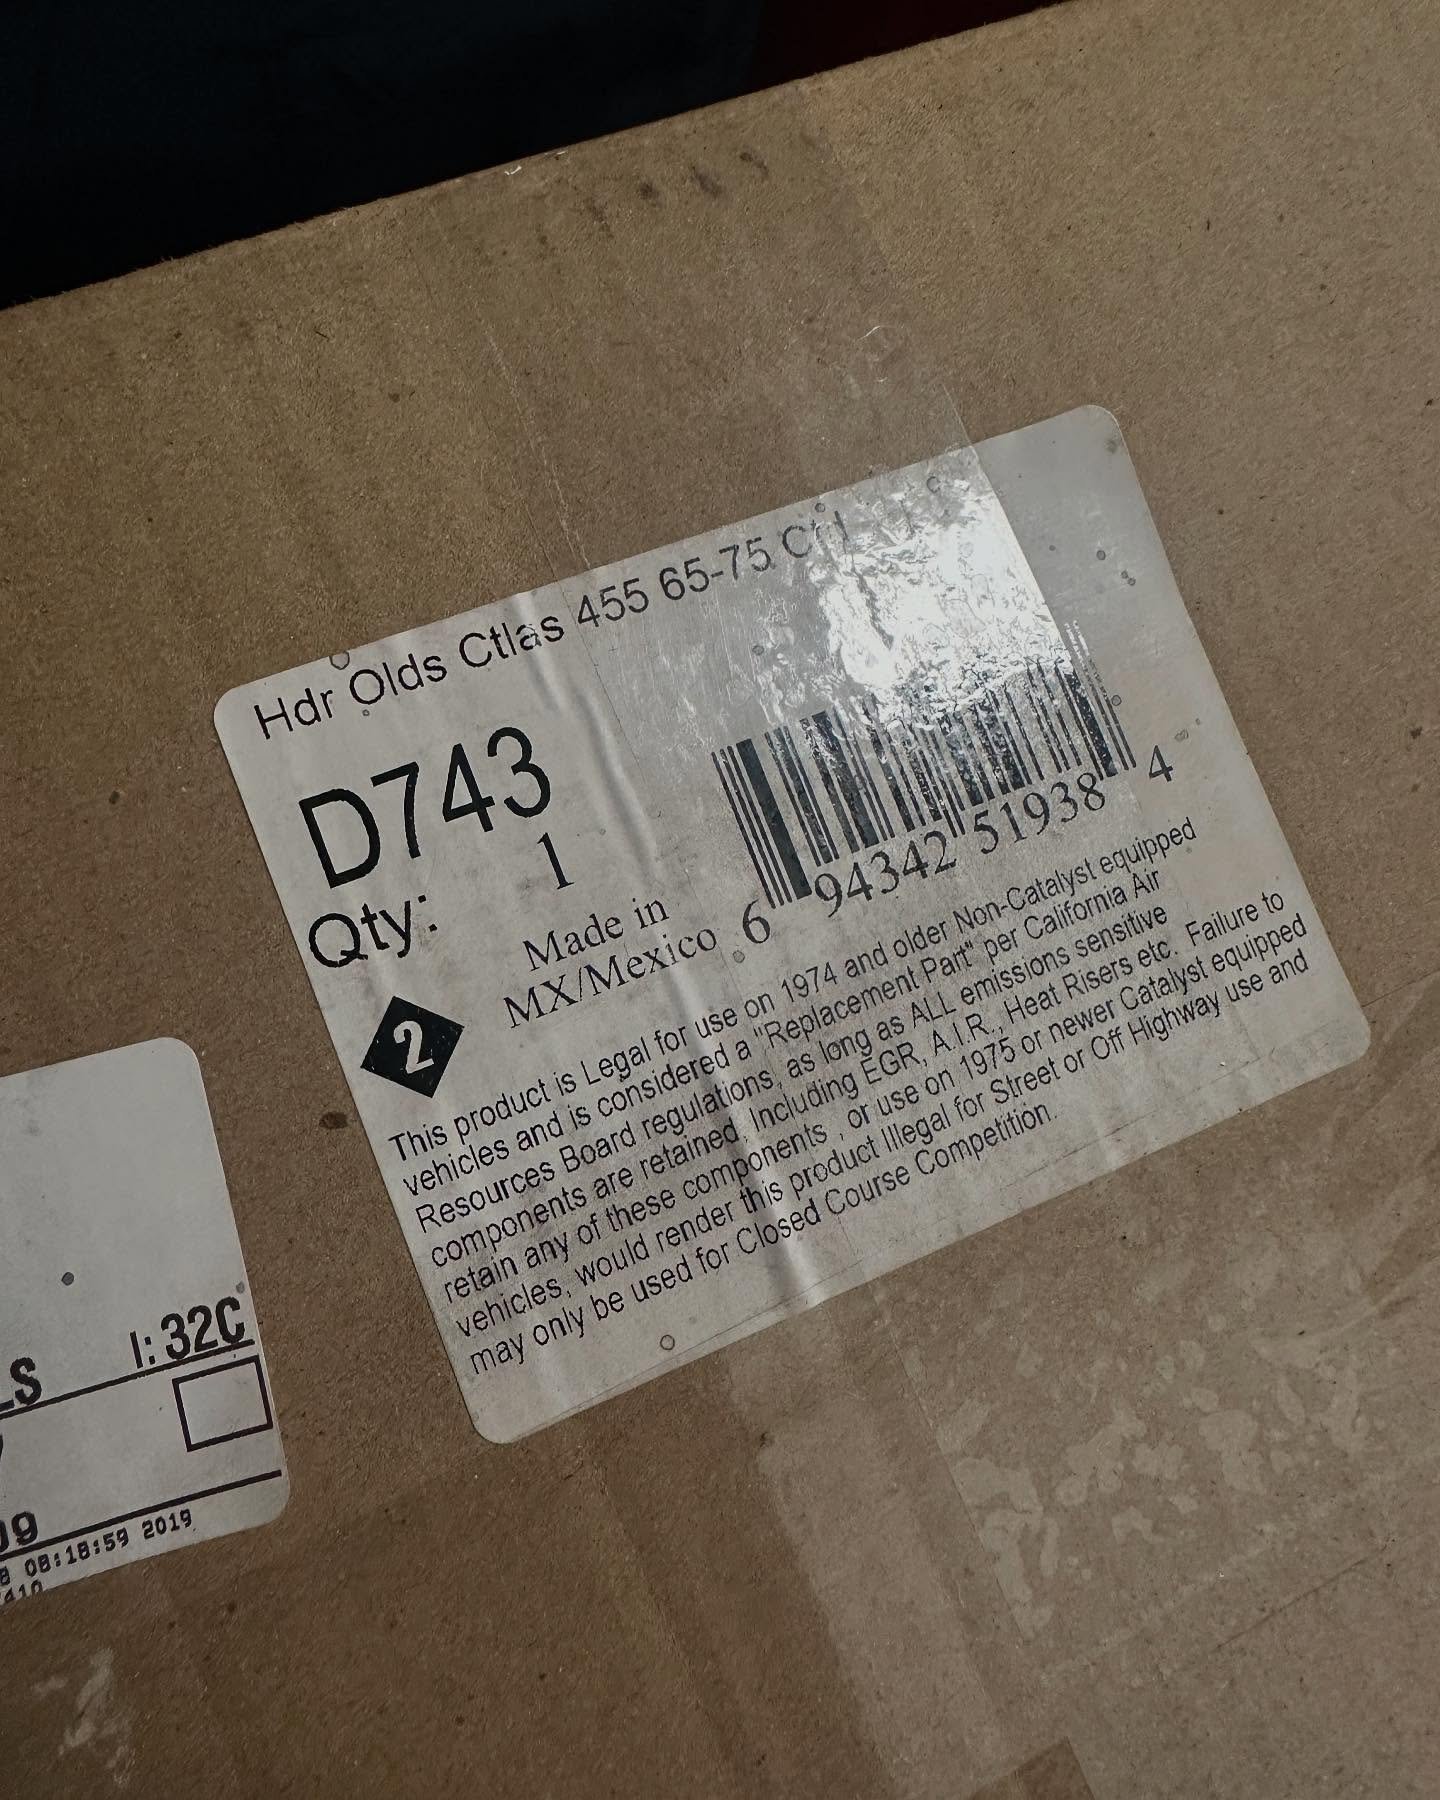 Hdr Olds Ctlas 455 65-75 Ctd
D743
Qty: 1
Made in
MX/Mexico
6 94342 51938 4
2
This product is Legal for use on 1974 and older Non-Catalyst equipped
vehicles and is considered a "Replacement Part" per California Air
Resources Board regulations, as long as ALL emissions sensitive
components are retained, Including EGR, A.I.R., Heat Risers etc. Failure to
retain any of these components , or use on 1975 or newer Catalyst equipped
vehicles, would render this product Illegal for Street or Off Highway use and
may only be used for Closed Course Competition.
I: 32C
LS
09
8 08:18:59 2019
410